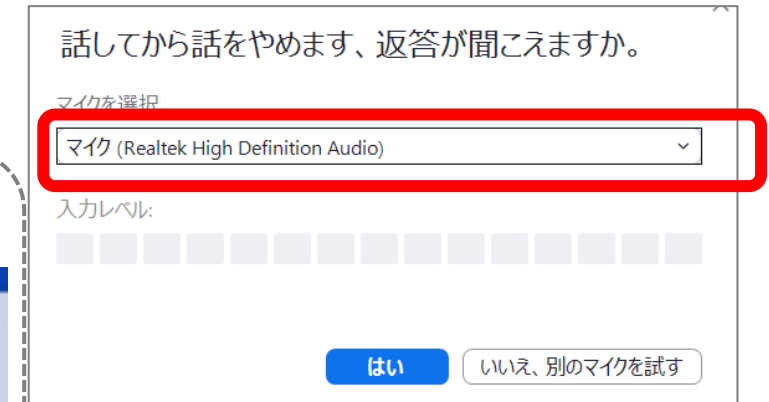 話してから話をやめます、返答が聞こえますか。
マイクを選択
マイク (Realtek High Definition Audio)
入力レベル:
はい
いいえ、別のマイクを試す